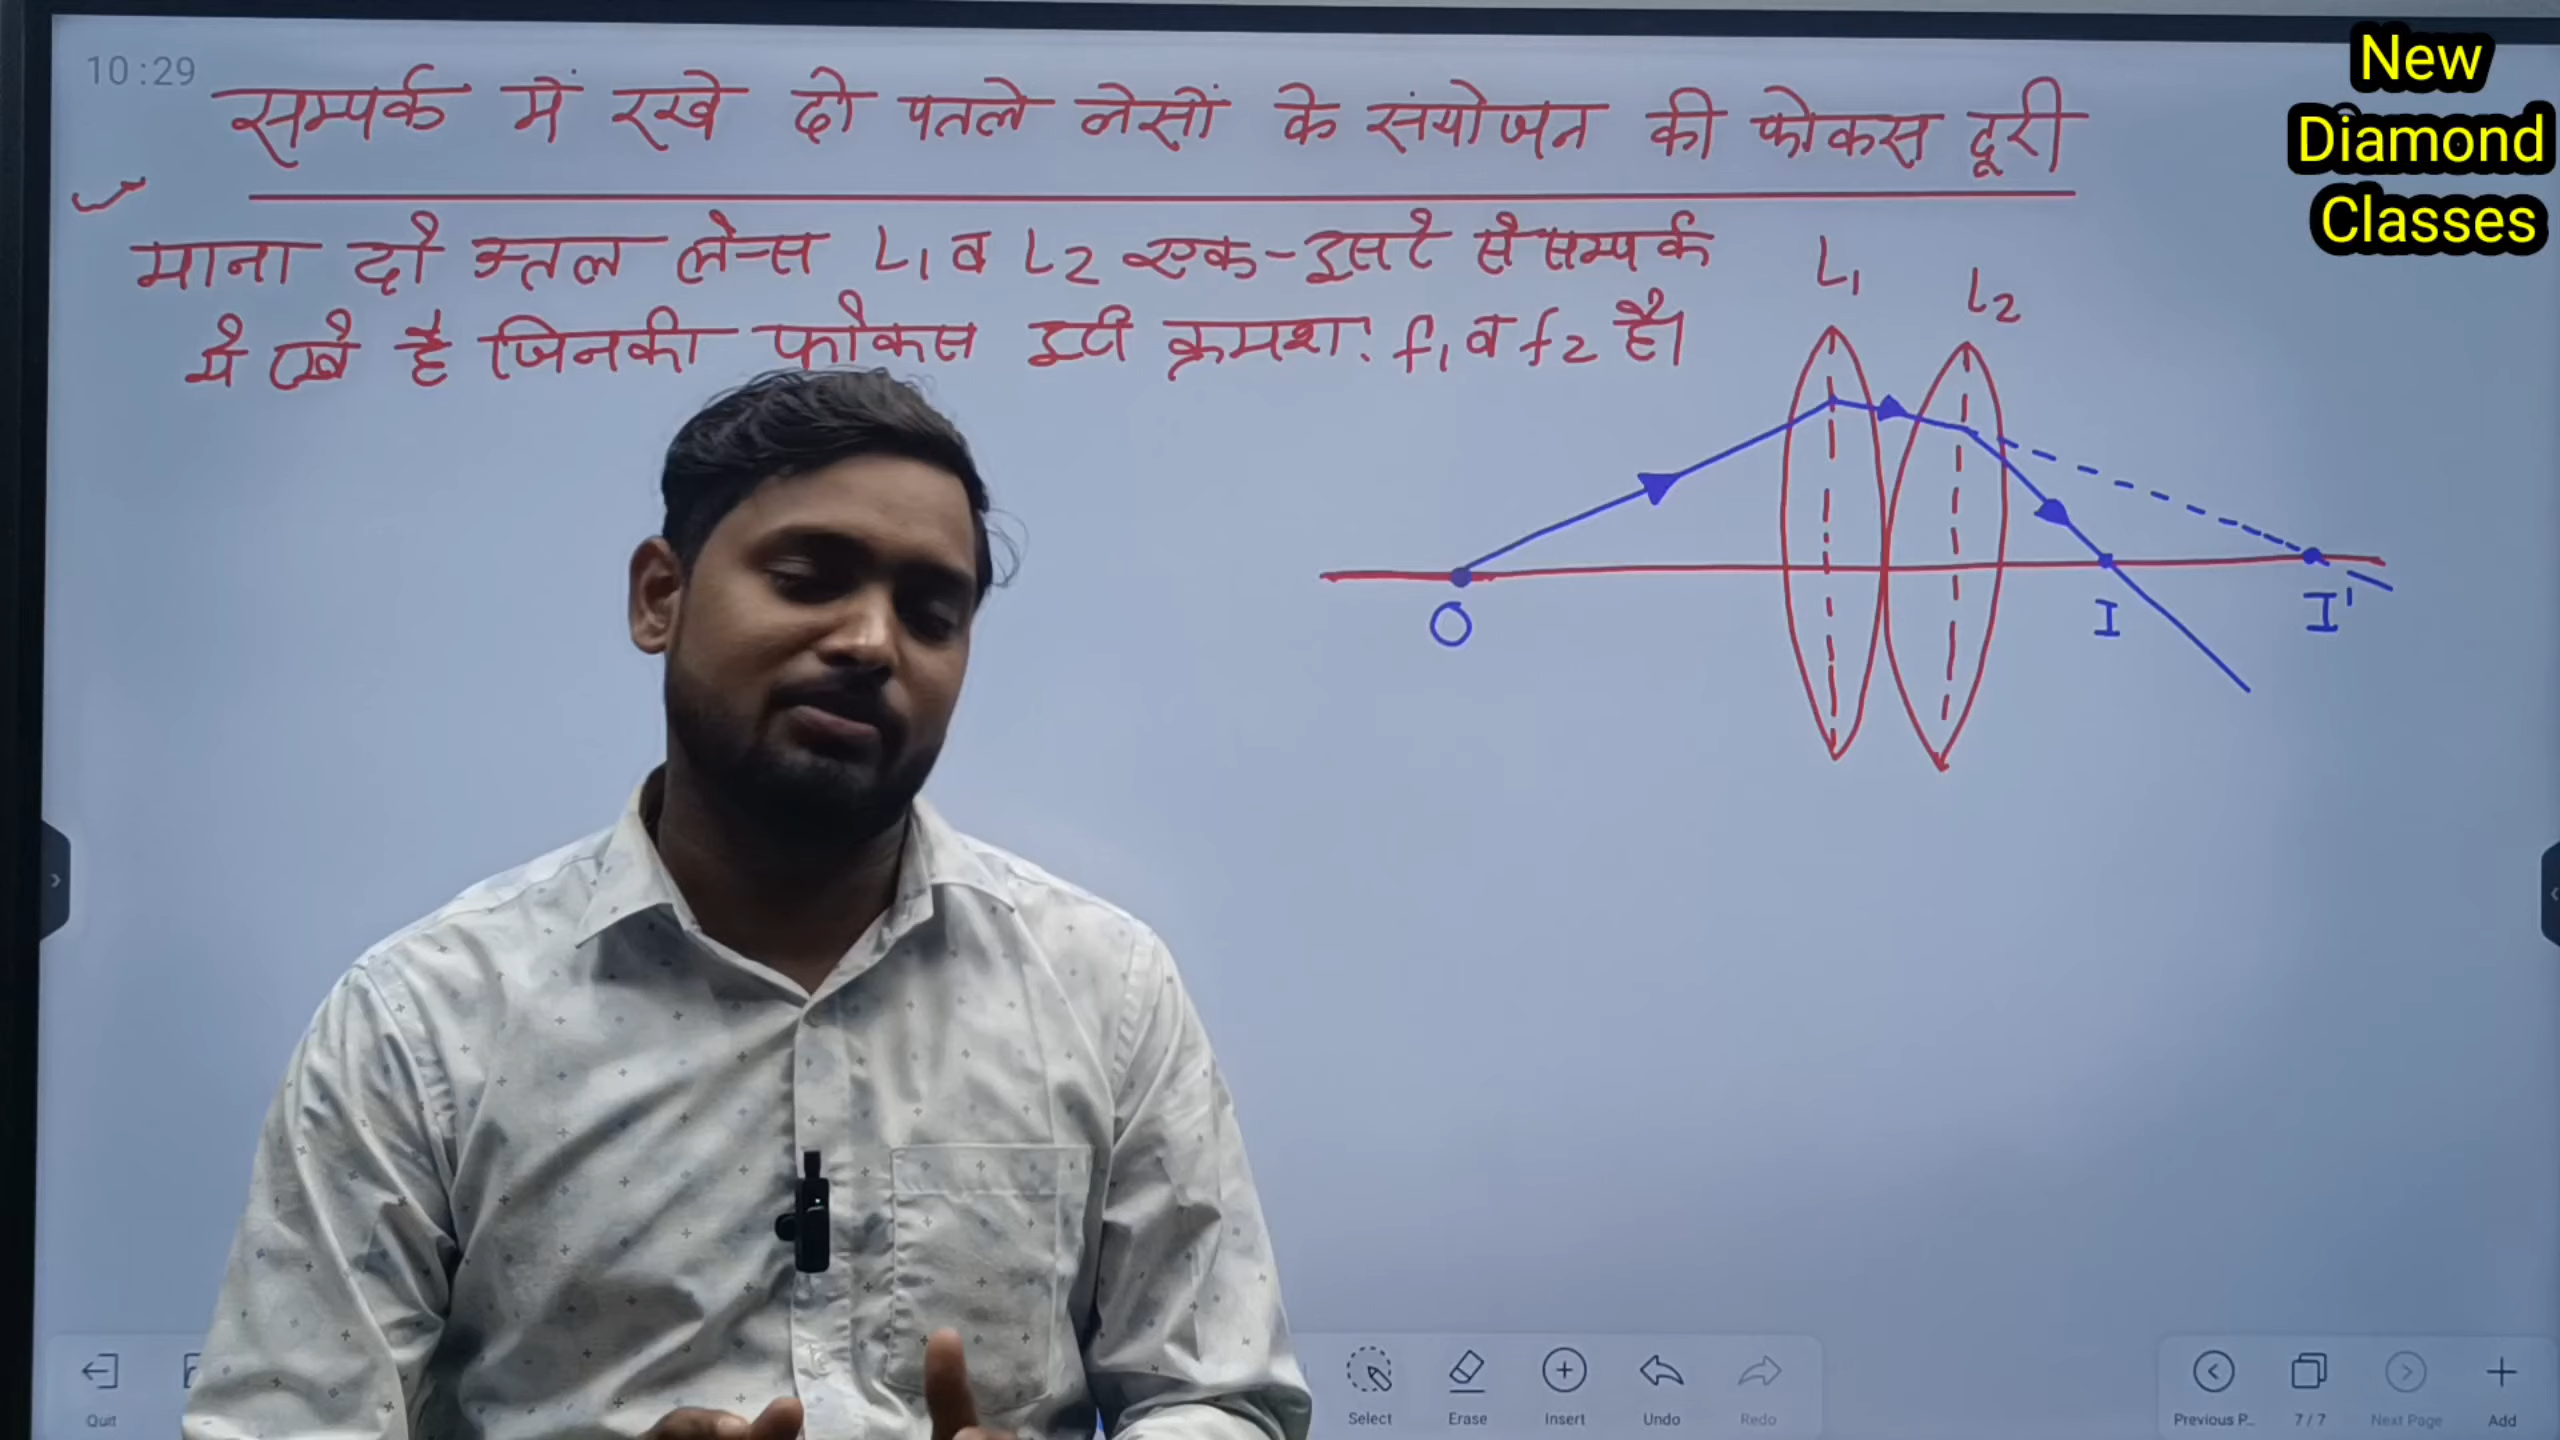 10:29
New
Diamond
Classes
सम्पर्क में रखे दो पतले लेसों के संयोजन की फोकस दूरी
माना दो उत्तल लेन्स L₁ व L₂ एक-दूसरे से सम्पर्क
मे रखे है जिनकी फोकस दूरी क्रमशः f₁ व f₂ है।
L₁
L₂
O
I
I'
Quit
Select
Erase
Insert
Undo
Redo
Previous P...
7/7
Next Page
Add